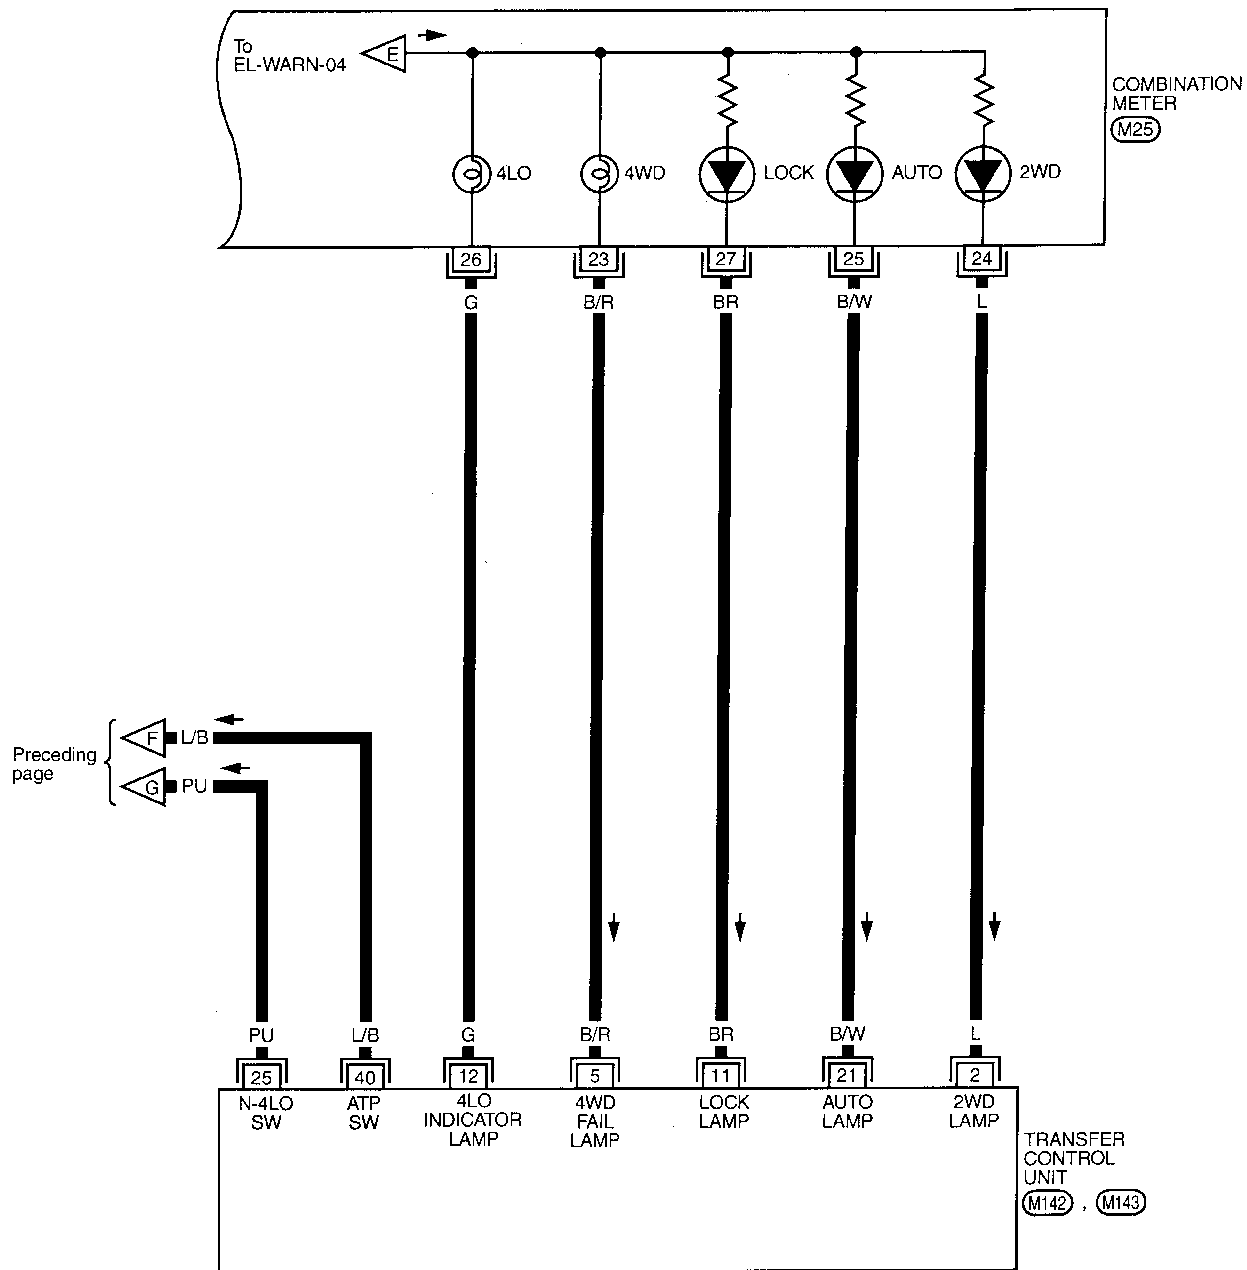 To
EL-WARN-04
E
COMBINATION
METER
M25
4LO
4WD
LOCK
AUTO
2WD
26
23
27
25
24
G
B/R
BR
B/W
L
Preceding
page
F
L/B
G
PU
PU
L/B
G
B/R
BR
B/W
L
25
40
12
5
11
21
2
N-4LO
SW
ATP
SW
4LO
INDICATOR
LAMP
4WD
FAIL
LAMP
LOCK
LAMP
AUTO
LAMP
2WD
LAMP
TRANSFER
CONTROL
UNIT
M142 , M143